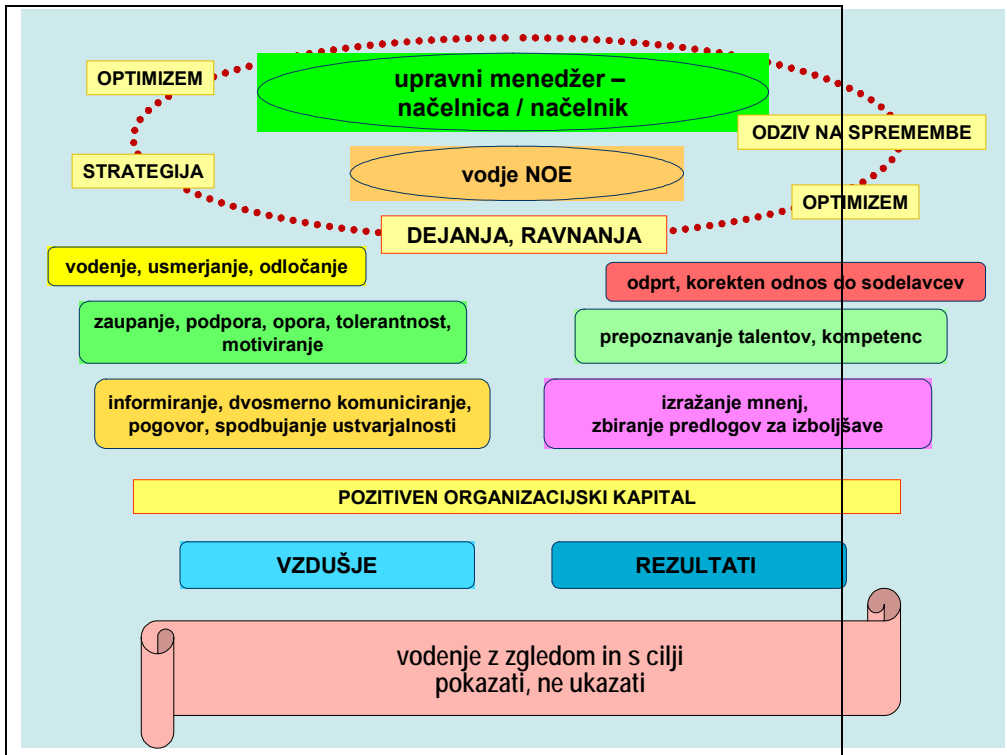 upravni menedžer –
načelnica / načelnik
OPTIMIZEM
ODZIV NA SPREMEMBE
STRATEGIJA
vodje NOE
OPTIMIZEM
DEJANJA, RAVNANJA
vodenje, usmerjanje, odločanje
odprt, korekten odnos do sodelavcev
zaupanje, podpora, opora, tolerantnost,
motiviranje
prepoznavanje talentov, kompetenc
informiranje, dvosmerno komuniciranje,
pogovor, spodbujanje ustvarjalnosti
izražanje mnenj,
zbiranje predlogov za izboljšave
POZITIVEN ORGANIZACIJSKI KAPITAL
VZDUŠJE
REZULTATI
vodenje z zgledom in s cilji
pokazati, ne ukazati